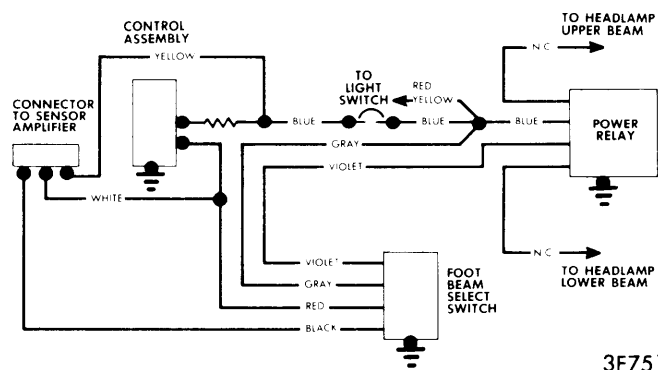 CONTROL
ASSEMBLY
YELLOW
TO HEADLAMP
UPPER BEAM
N.C
CONNECTOR
TO SENSOR
AMPLIFIER
TO
LIGHT
SWITCH
RED
YELLOW
BLUE
BLUE
BLUE
POWER
RELAY
GRAY
VIOLET
WHITE
N.C
TO HEADLAMP
LOWER BEAM
VIOLET
GRAY
RED
BLACK
FOOT
BEAM
SELECT
SWITCH
3F75